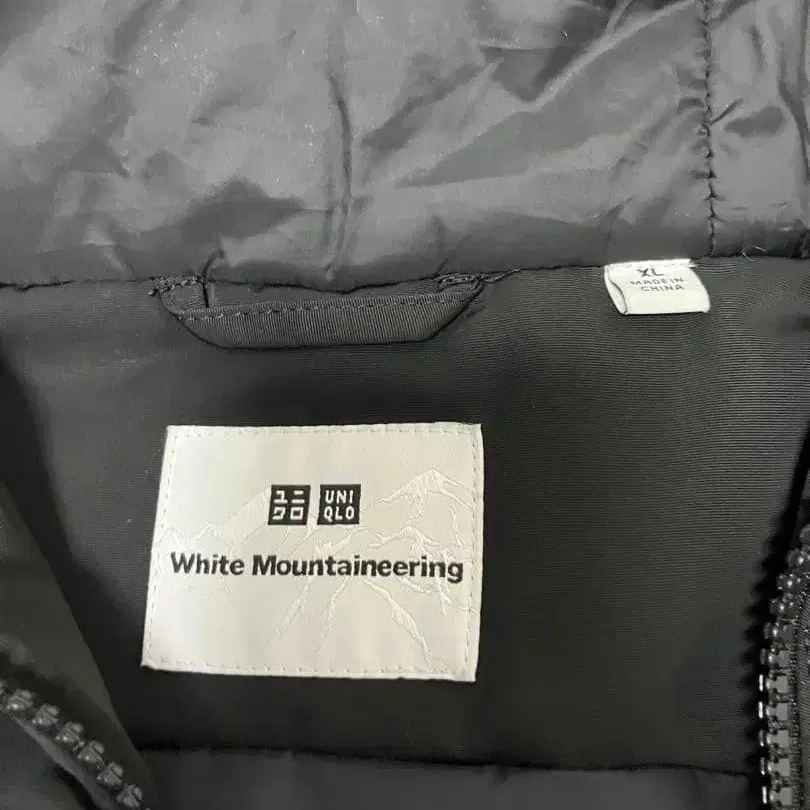 XL
MADE IN
CHINA
ユニ UNI
クロ QLO
White Mountaineering